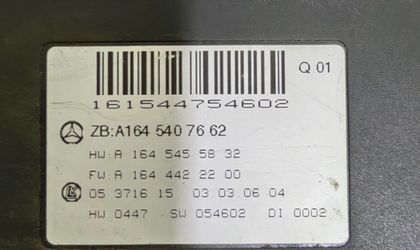 Q 01
161544754602
ZB:A164 540 76 62
HW:A 164 545 58 32
FW:A 164 442 22 00
05 3716 15 03.03.06 04
HW 0447 SW 054602 DI 0002